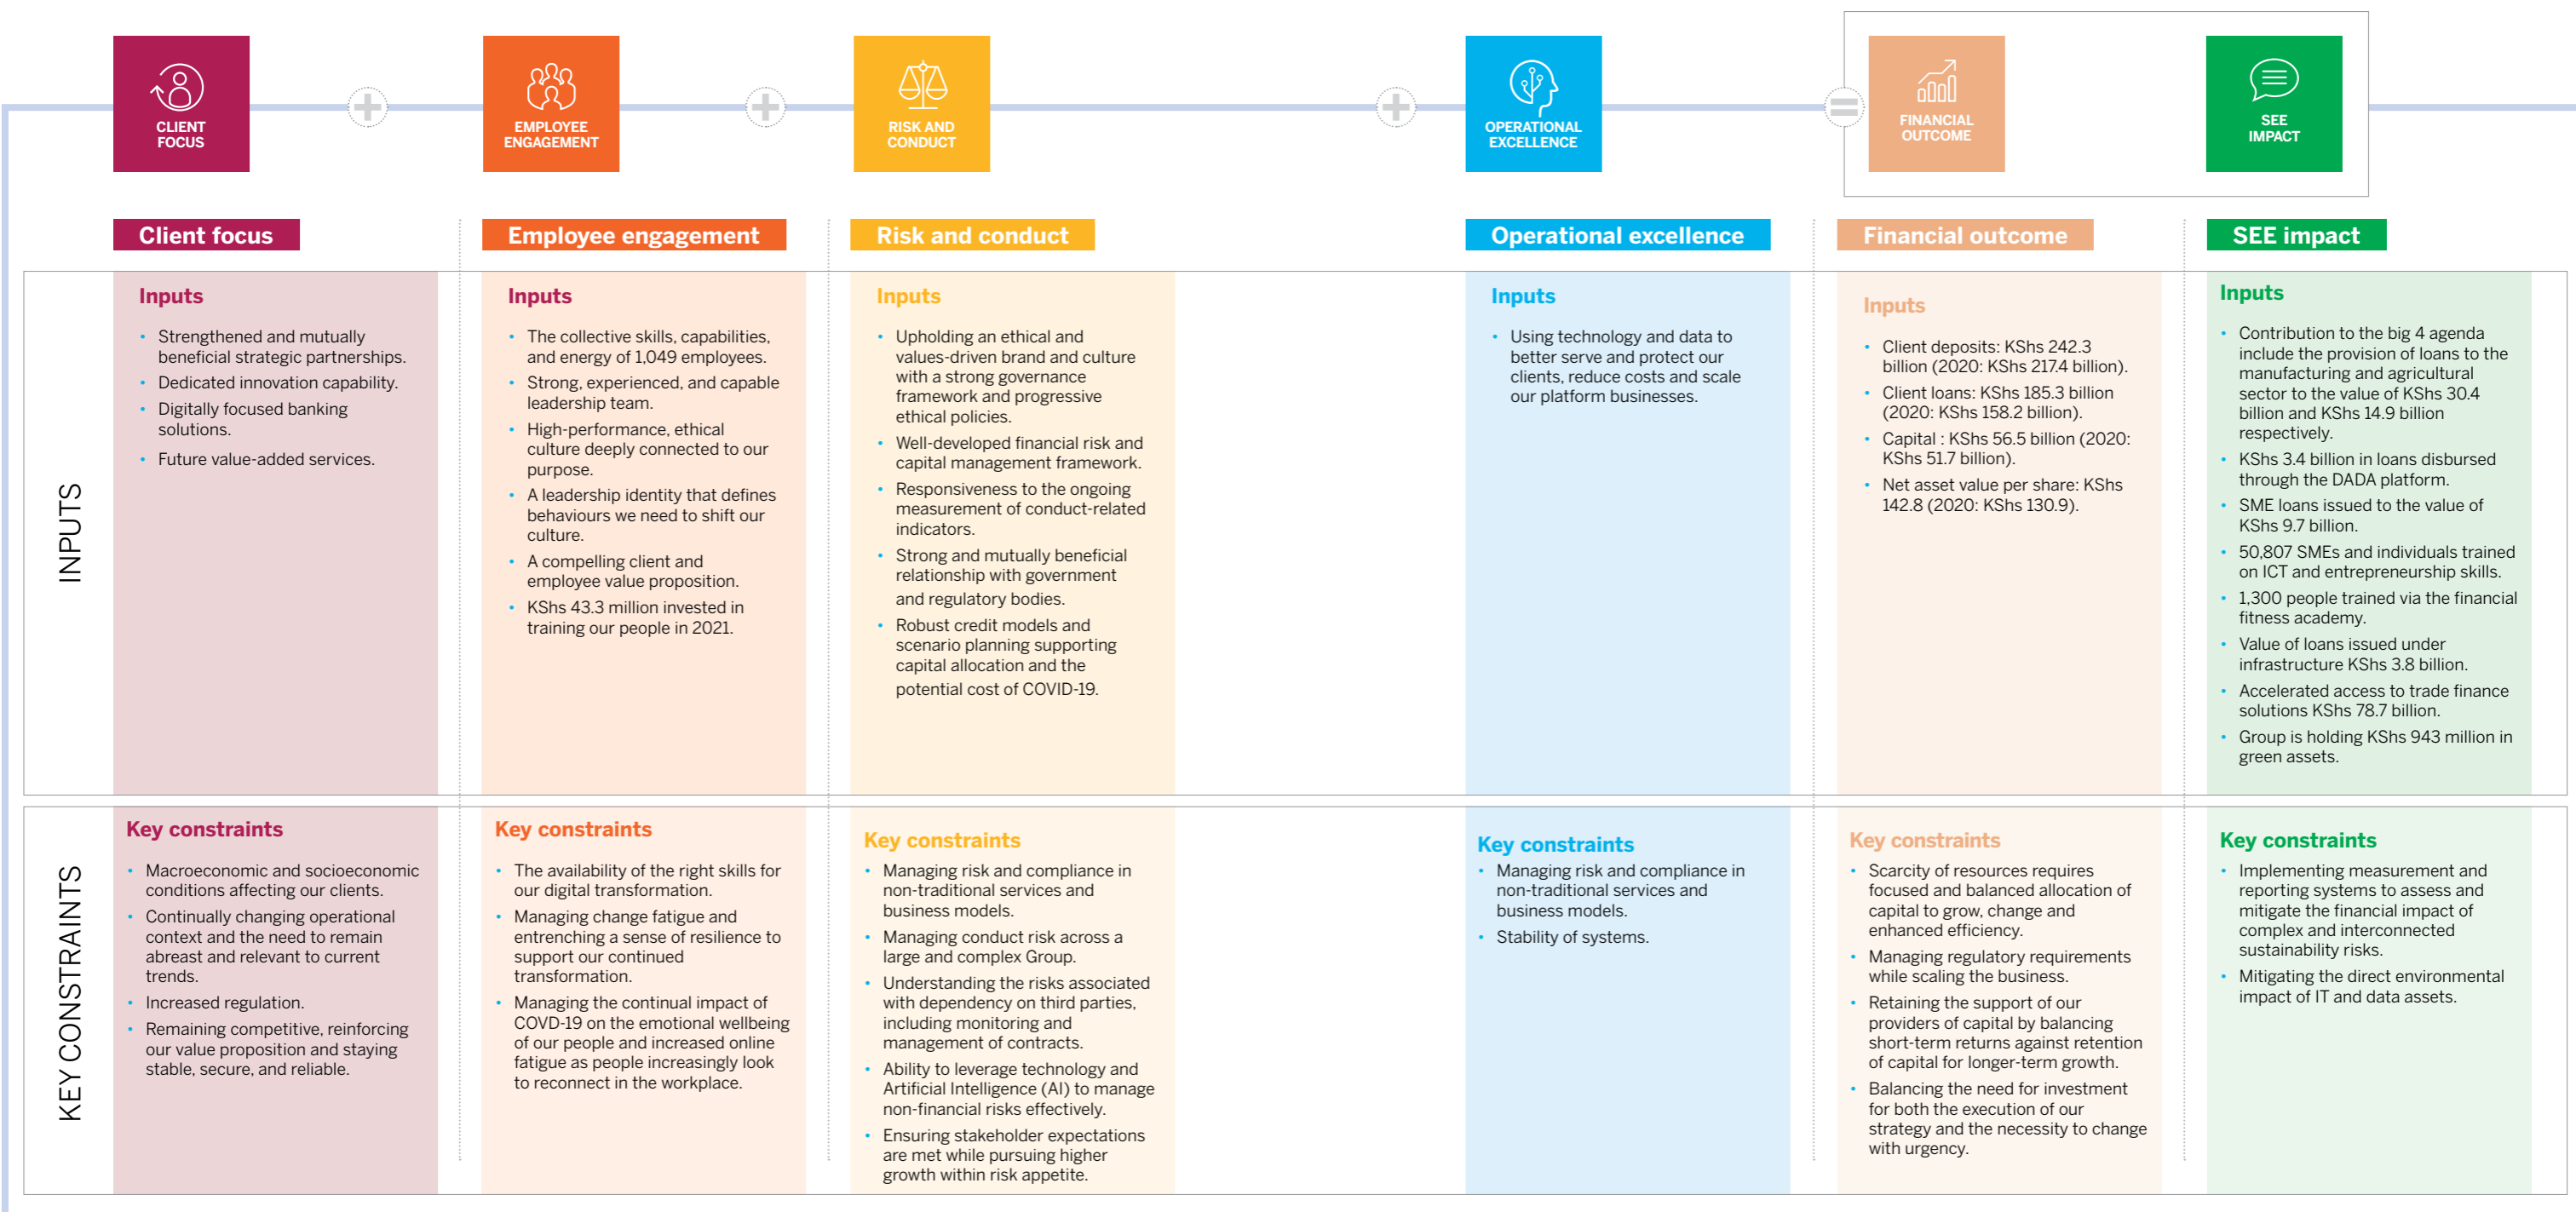 CLIENT
FOCUS
EMPLOYEE
ENGAGEMENT
RISK AND
CONDUCT
OPERATIONAL
EXCELLENCE
FINANCIAL
OUTCOME
SEE
IMPACT
Client focus
Employee engagement
Risk and conduct
Operational excellence
Financial outcome
SEE impact
INPUTS
Inputs
• Strengthened and mutually
beneficial strategic partnerships.
• Dedicated innovation capability.
• Digitally focused banking
solutions.
• Future value-added services.
Inputs
• The collective skills, capabilities,
and energy of 1,049 employees.
• Strong, experienced, and capable
leadership team.
• High-performance, ethical
culture deeply connected to our
purpose.
• A leadership identity that defines
behaviours we need to shift our
culture.
• A compelling client and
employee value proposition.
• KShs 43.3 million invested in
training our people in 2021.
Inputs
• Upholding an ethical and
values-driven brand and culture
with a strong governance
framework and progressive
ethical policies.
• Well-developed financial risk and
capital management framework.
• Responsiveness to the ongoing
measurement of conduct-related
indicators.
• Strong and mutually beneficial
relationship with government
and regulatory bodies.
• Robust credit models and
scenario planning supporting
capital allocation and the
potential cost of COVID-19.
Inputs
• Using technology and data to
better serve and protect our
clients, reduce costs and scale
our platform businesses.
Inputs
• Client deposits: KShs 242.3
billion (2020: KShs 217.4 billion).
• Client loans: KShs 185.3 billion
(2020: KShs 158.2 billion).
• Capital : KShs 56.5 billion (2020:
KShs 51.7 billion).
• Net asset value per share: KShs
142.8 (2020: KShs 130.9).
Inputs
• Contribution to the big 4 agenda
include the provision of loans to the
manufacturing and agricultural
sector to the value of KShs 30.4
billion and KShs 14.9 billion
respectively.
• KShs 3.4 billion in loans disbursed
through the DADA platform.
• SME loans issued to the value of
KShs 9.7 billion.
• 50,807 SMEs and individuals trained
on ICT and entrepreneurship skills.
• 1,300 people trained via the financial
fitness academy.
• Value of loans issued under
infrastructure KShs 3.8 billion.
• Accelerated access to trade finance
solutions KShs 78.7 billion.
• Group is holding KShs 943 million in
green assets.
KEY CONSTRAINTS
Key constraints
• Macroeconomic and socioeconomic
conditions affecting our clients.
• Continually changing operational
context and the need to remain
abreast and relevant to current
trends.
• Increased regulation.
• Remaining competitive, reinforcing
our value proposition and staying
stable, secure, and reliable.
Key constraints
• The availability of the right skills for
our digital transformation.
• Managing change fatigue and
entrenching a sense of resilience to
support our continued
transformation.
• Managing the continual impact of
COVD-19 on the emotional wellbeing
of our people and increased online
fatigue as people increasingly look
to reconnect in the workplace.
Key constraints
• Managing risk and compliance in
non-traditional services and
business models.
• Managing conduct risk across a
large and complex Group.
• Understanding the risks associated
with dependency on third parties,
including monitoring and
management of contracts.
• Ability to leverage technology and
Artificial Intelligence (AI) to manage
non-financial risks effectively.
• Ensuring stakeholder expectations
are met while pursuing higher
growth within risk appetite.
Key constraints
• Managing risk and compliance in
non-traditional services and
business models.
• Stability of systems.
Key constraints
• Scarcity of resources requires
focused and balanced allocation of
capital to grow, change and
enhanced efficiency.
• Managing regulatory requirements
while scaling the business.
• Retaining the support of our
providers of capital by balancing
short-term returns against retention
of capital for longer-term growth.
• Balancing the need for investment
for both the execution of our
strategy and the necessity to change
with urgency.
Key constraints
• Implementing measurement and
reporting systems to assess and
mitigate the financial impact of
complex and interconnected
sustainability risks.
• Mitigating the direct environmental
impact of IT and data assets.